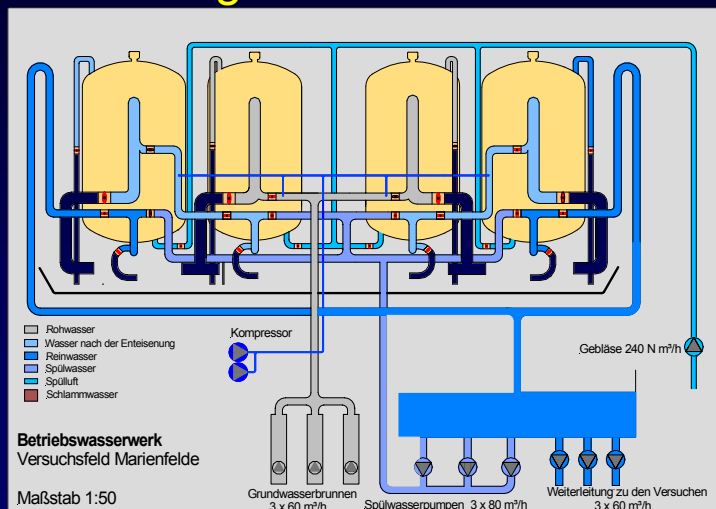 Rohwasser
Wasser nach der Enteisenung
Reinwasser
Spülwasser
Spülluft
Schlammwasser
Kompressor
Gebläse 240 N m³/h
Betriebswasserwerk
Versuchsfeld Marienfelde
Maßstab 1:50
Grundwasserbrunnen
3 x 60 m³/h
Spülwasserpumpen 3 x 80 m³/h
Weiterleitung zu den Versuchen
3 x 60 m³/h